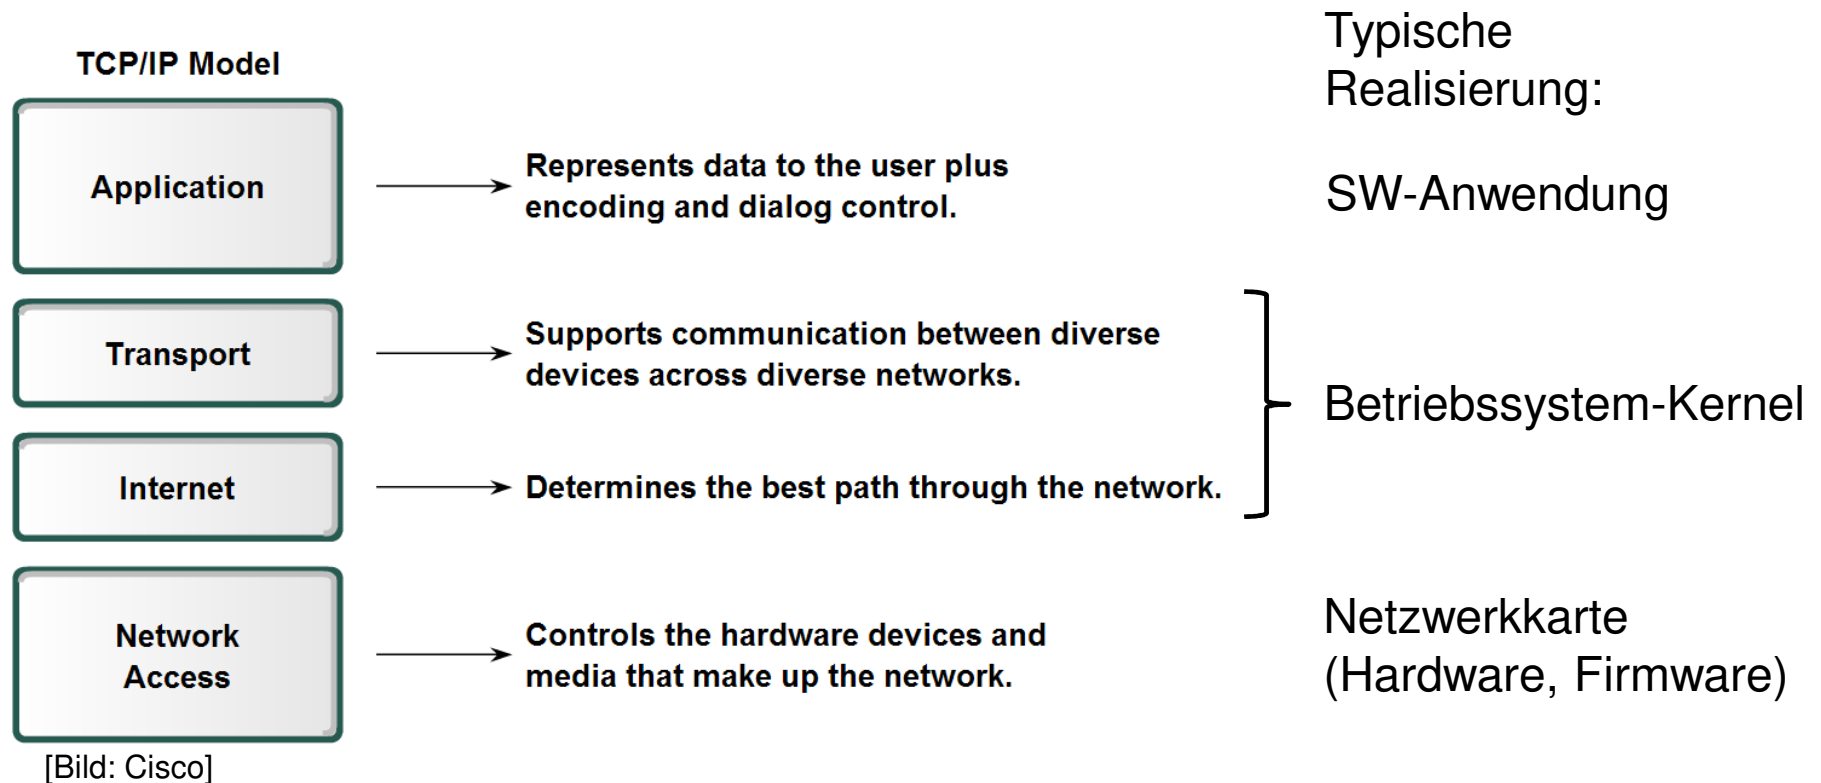 Typische
Realisierung:
TCP/IP Model
Application
Represents data to the user plus
encoding and dialog control.
SW-Anwendung
Transport
Supports communication between diverse
devices across diverse networks.
Betriebssystem-Kernel
Internet
Determines the best path through the network.
Network
Access
Controls the hardware devices and
media that make up the network.
Netzwerkkarte
(Hardware, Firmware)
[Bild: Cisco]